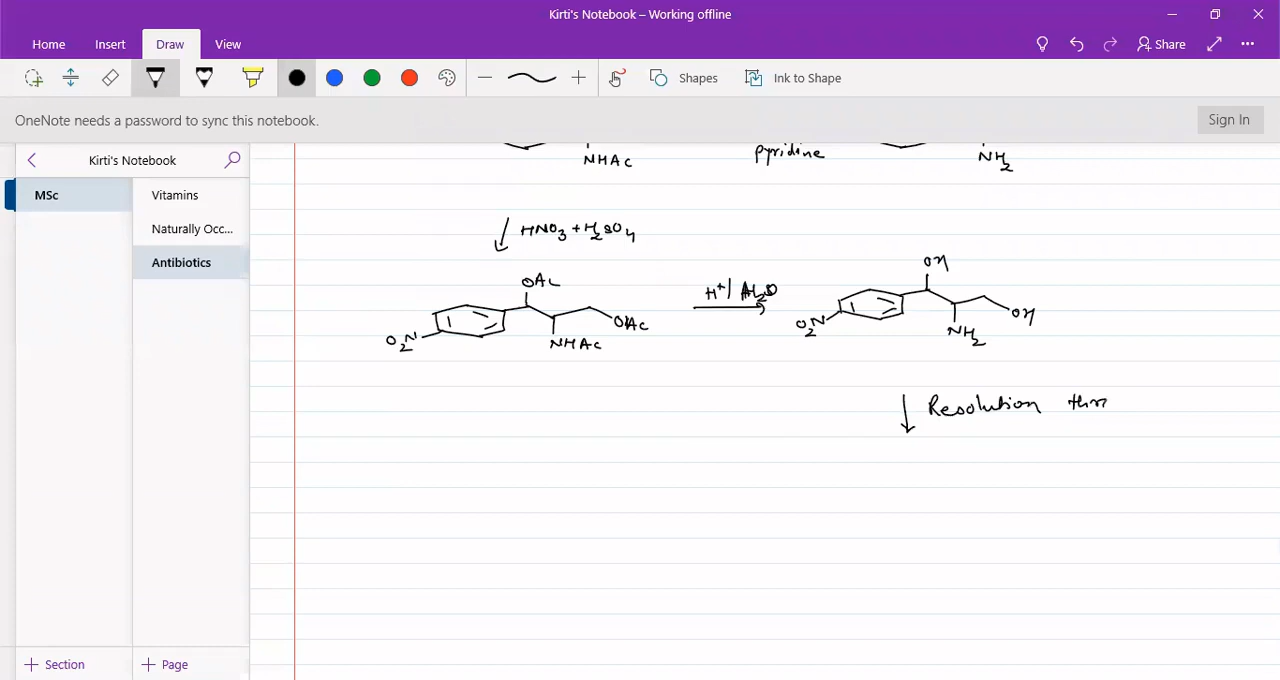 Kirti's Notebook – Working offline
Home Insert Draw View Share
Shapes Ink to Shape
OneNote needs a password to sync this notebook. Sign In
Kirti's Notebook
MSc
Vitamins
Naturally Occ...
Antibiotics
NHAc pyridine NH2
HNO3 + H2SO4
OAc OAc NHAc O2N
H+/ H2O
OH OH NH2 O2N
Resolution thr
+ Section + Page